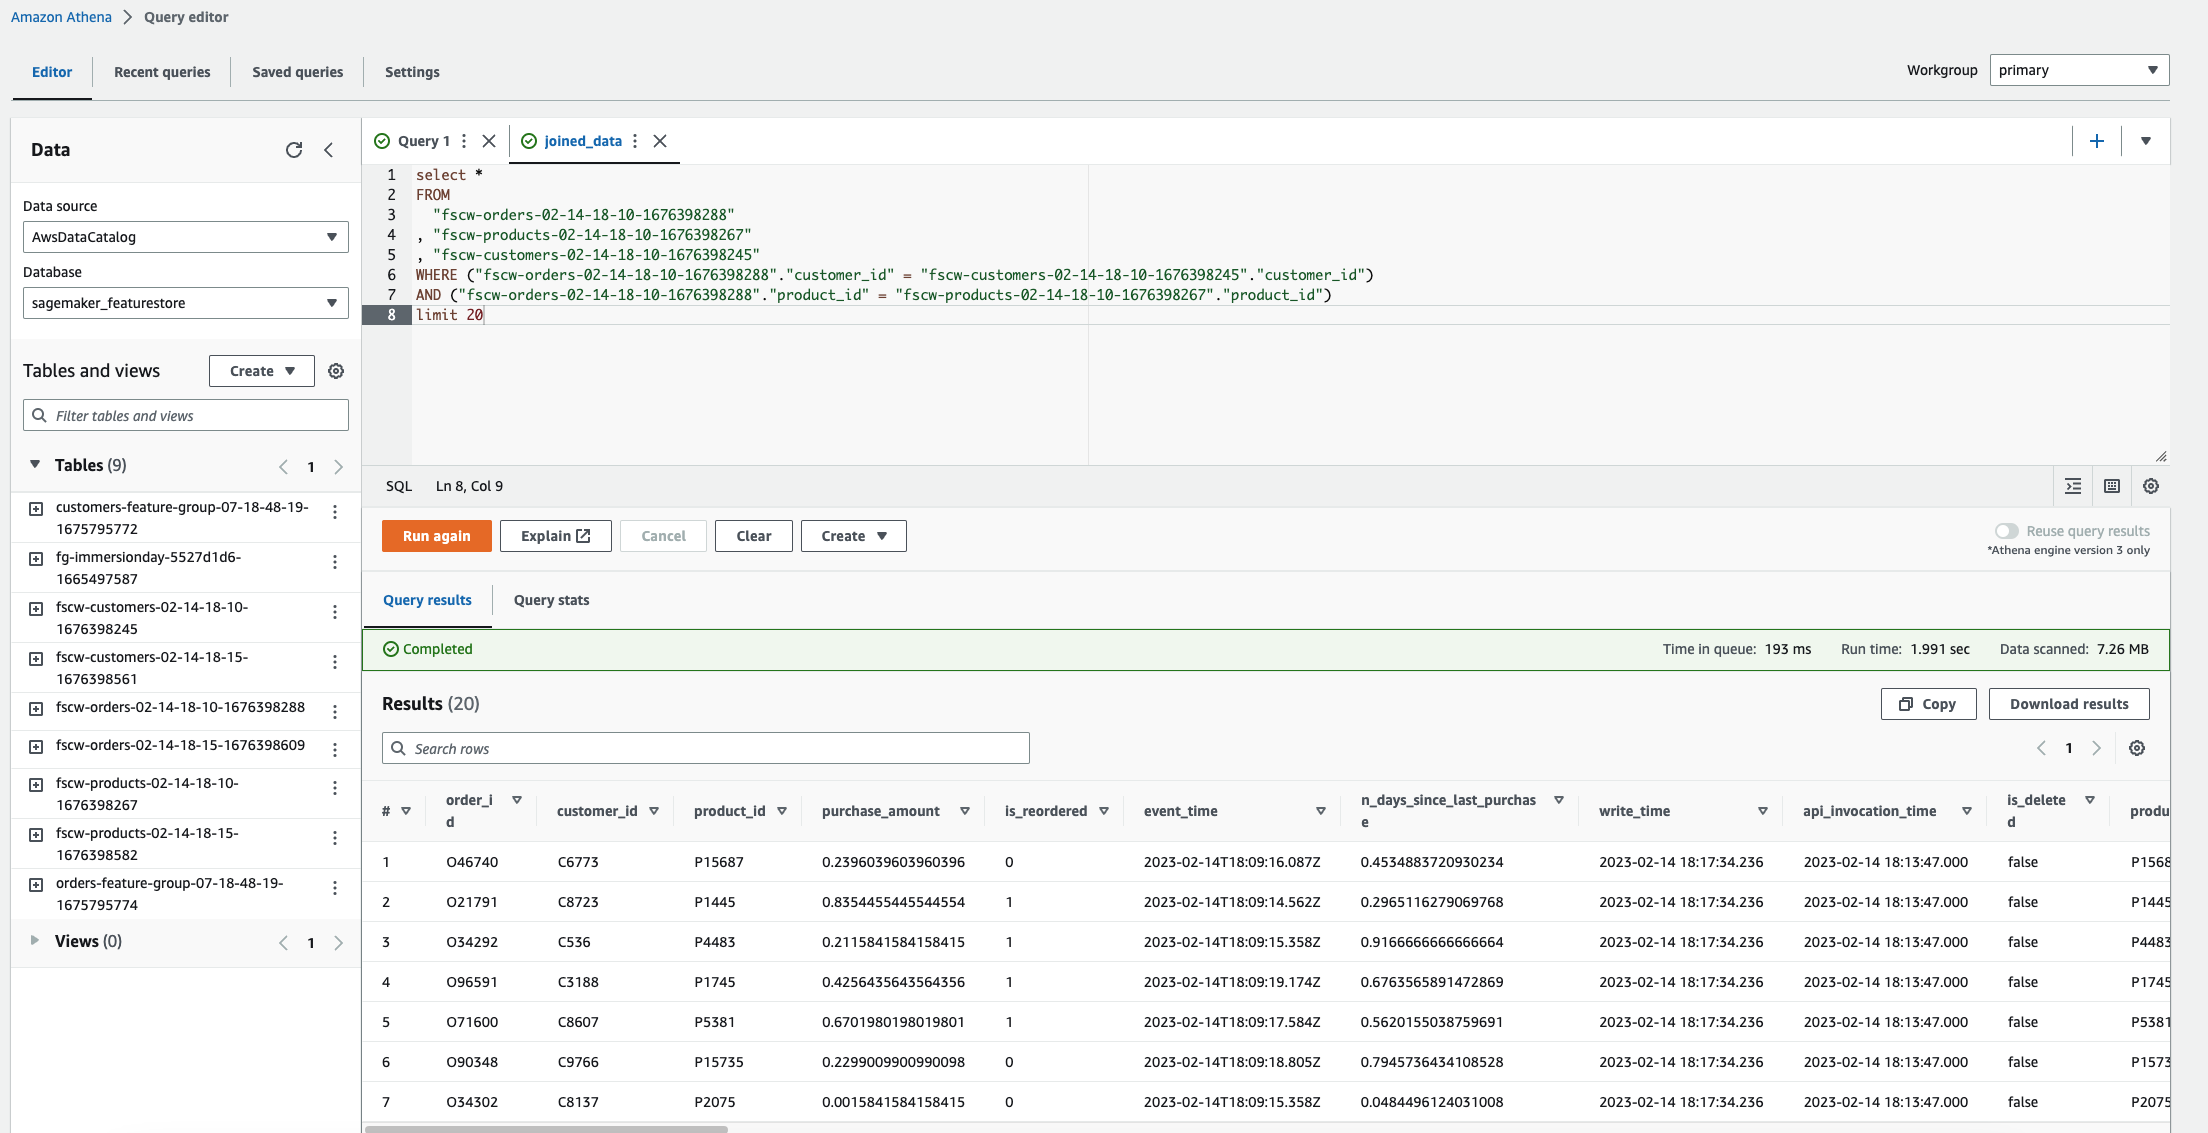 Amazon Athena > Query editor
Editor Recent queries Saved queries Settings
Workgroup primary
Data
Data source
AwsDataCatalog
Database
sagemaker_featurestore
Tables and views Create
Filter tables and views
Tables (9) 1
customers-feature-group-07-18-48-19-
1675795772
fg-immersionday-5527d1d6-
1665497587
fscw-customers-02-14-18-10-
1676398245
fscw-customers-02-14-18-15-
1676398561
fscw-orders-02-14-18-10-1676398288
fscw-orders-02-14-18-15-1676398609
fscw-products-02-14-18-10-
1676398267
fscw-products-02-14-18-15-
1676398582
orders-feature-group-07-18-48-19-
1675795774
Views (0) 1
Query 1 joined_data
1 select *
2 FROM
3 "fscw-orders-02-14-18-10-1676398288"
4 , "fscw-products-02-14-18-10-1676398267"
5 , "fscw-customers-02-14-18-10-1676398245"
6 WHERE ("fscw-orders-02-14-18-10-1676398288"."customer_id" = "fscw-customers-02-14-18-10-1676398245"."customer_id")
7 AND ("fscw-orders-02-14-18-10-1676398288"."product_id" = "fscw-products-02-14-18-10-1676398267"."product_id")
8 limit 20
SQL Ln 8, Col 9
Run again Explain Cancel Clear Create
Reuse query results
*Athena engine version 3 only
Query results Query stats
Completed Time in queue: 193 ms Run time: 1.991 sec Data scanned: 7.26 MB
Results (20) Copy Download results
Search rows 1
# order_id customer_id product_id purchase_amount is_reordered event_time n_days_since_last_purchase write_time api_invocation_time is_deleted produ
1 O46740 C6773 P15687 0.2396039603960396 0 2023-02-14T18:09:16.087Z 0.4534883720930234 2023-02-14 18:17:34.236 2023-02-14 18:13:47.000 false P1568
2 O21791 C8723 P1445 0.8354455445544554 1 2023-02-14T18:09:14.562Z 0.2965116279069768 2023-02-14 18:17:34.236 2023-02-14 18:13:47.000 false P1445
3 O34292 C536 P4483 0.2115841584158415 1 2023-02-14T18:09:15.358Z 0.9166666666666664 2023-02-14 18:17:34.236 2023-02-14 18:13:47.000 false P4483
4 O96591 C3188 P1745 0.4256435643564356 1 2023-02-14T18:09:19.174Z 0.6763565891472869 2023-02-14 18:17:34.236 2023-02-14 18:13:47.000 false P1745
5 O71600 C8607 P5381 0.6701980198019801 1 2023-02-14T18:09:17.584Z 0.5620155038759691 2023-02-14 18:17:34.236 2023-02-14 18:13:47.000 false P5381
6 O90348 C9766 P15735 0.2299009900990098 0 2023-02-14T18:09:18.805Z 0.7945736434108528 2023-02-14 18:17:34.236 2023-02-14 18:13:47.000 false P1573
7 O34302 C8137 P2075 0.0015841584158415 0 2023-02-14T18:09:15.358Z 0.0484496124031008 2023-02-14 18:17:34.236 2023-02-14 18:13:47.000 false P2075